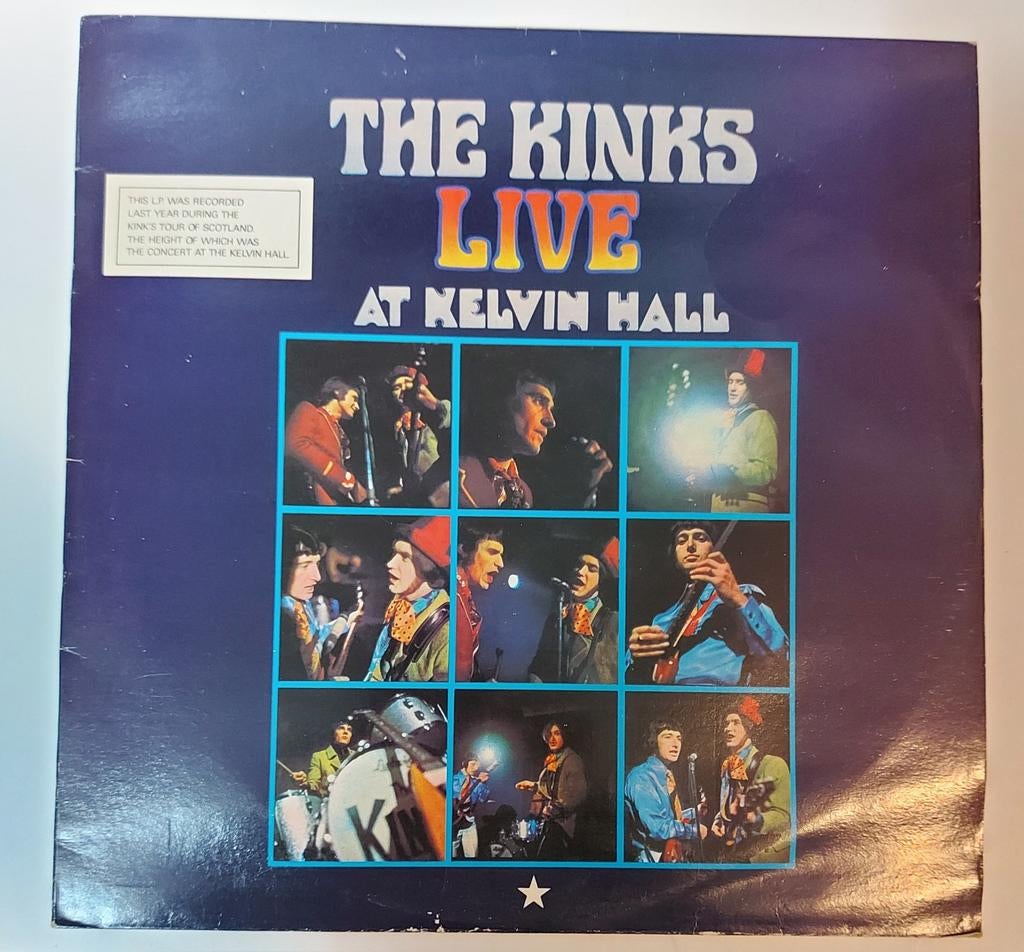 THE KINKS
LIVE
AT KELVIN HALL
THIS L.P. WAS RECORDED
LAST YEAR DURING THE
KINK'S TOUR OF SCOTLAND.
THE HEIGHT OF WHICH WAS
THE CONCERT AT THE KELVIN HALL.
KIN